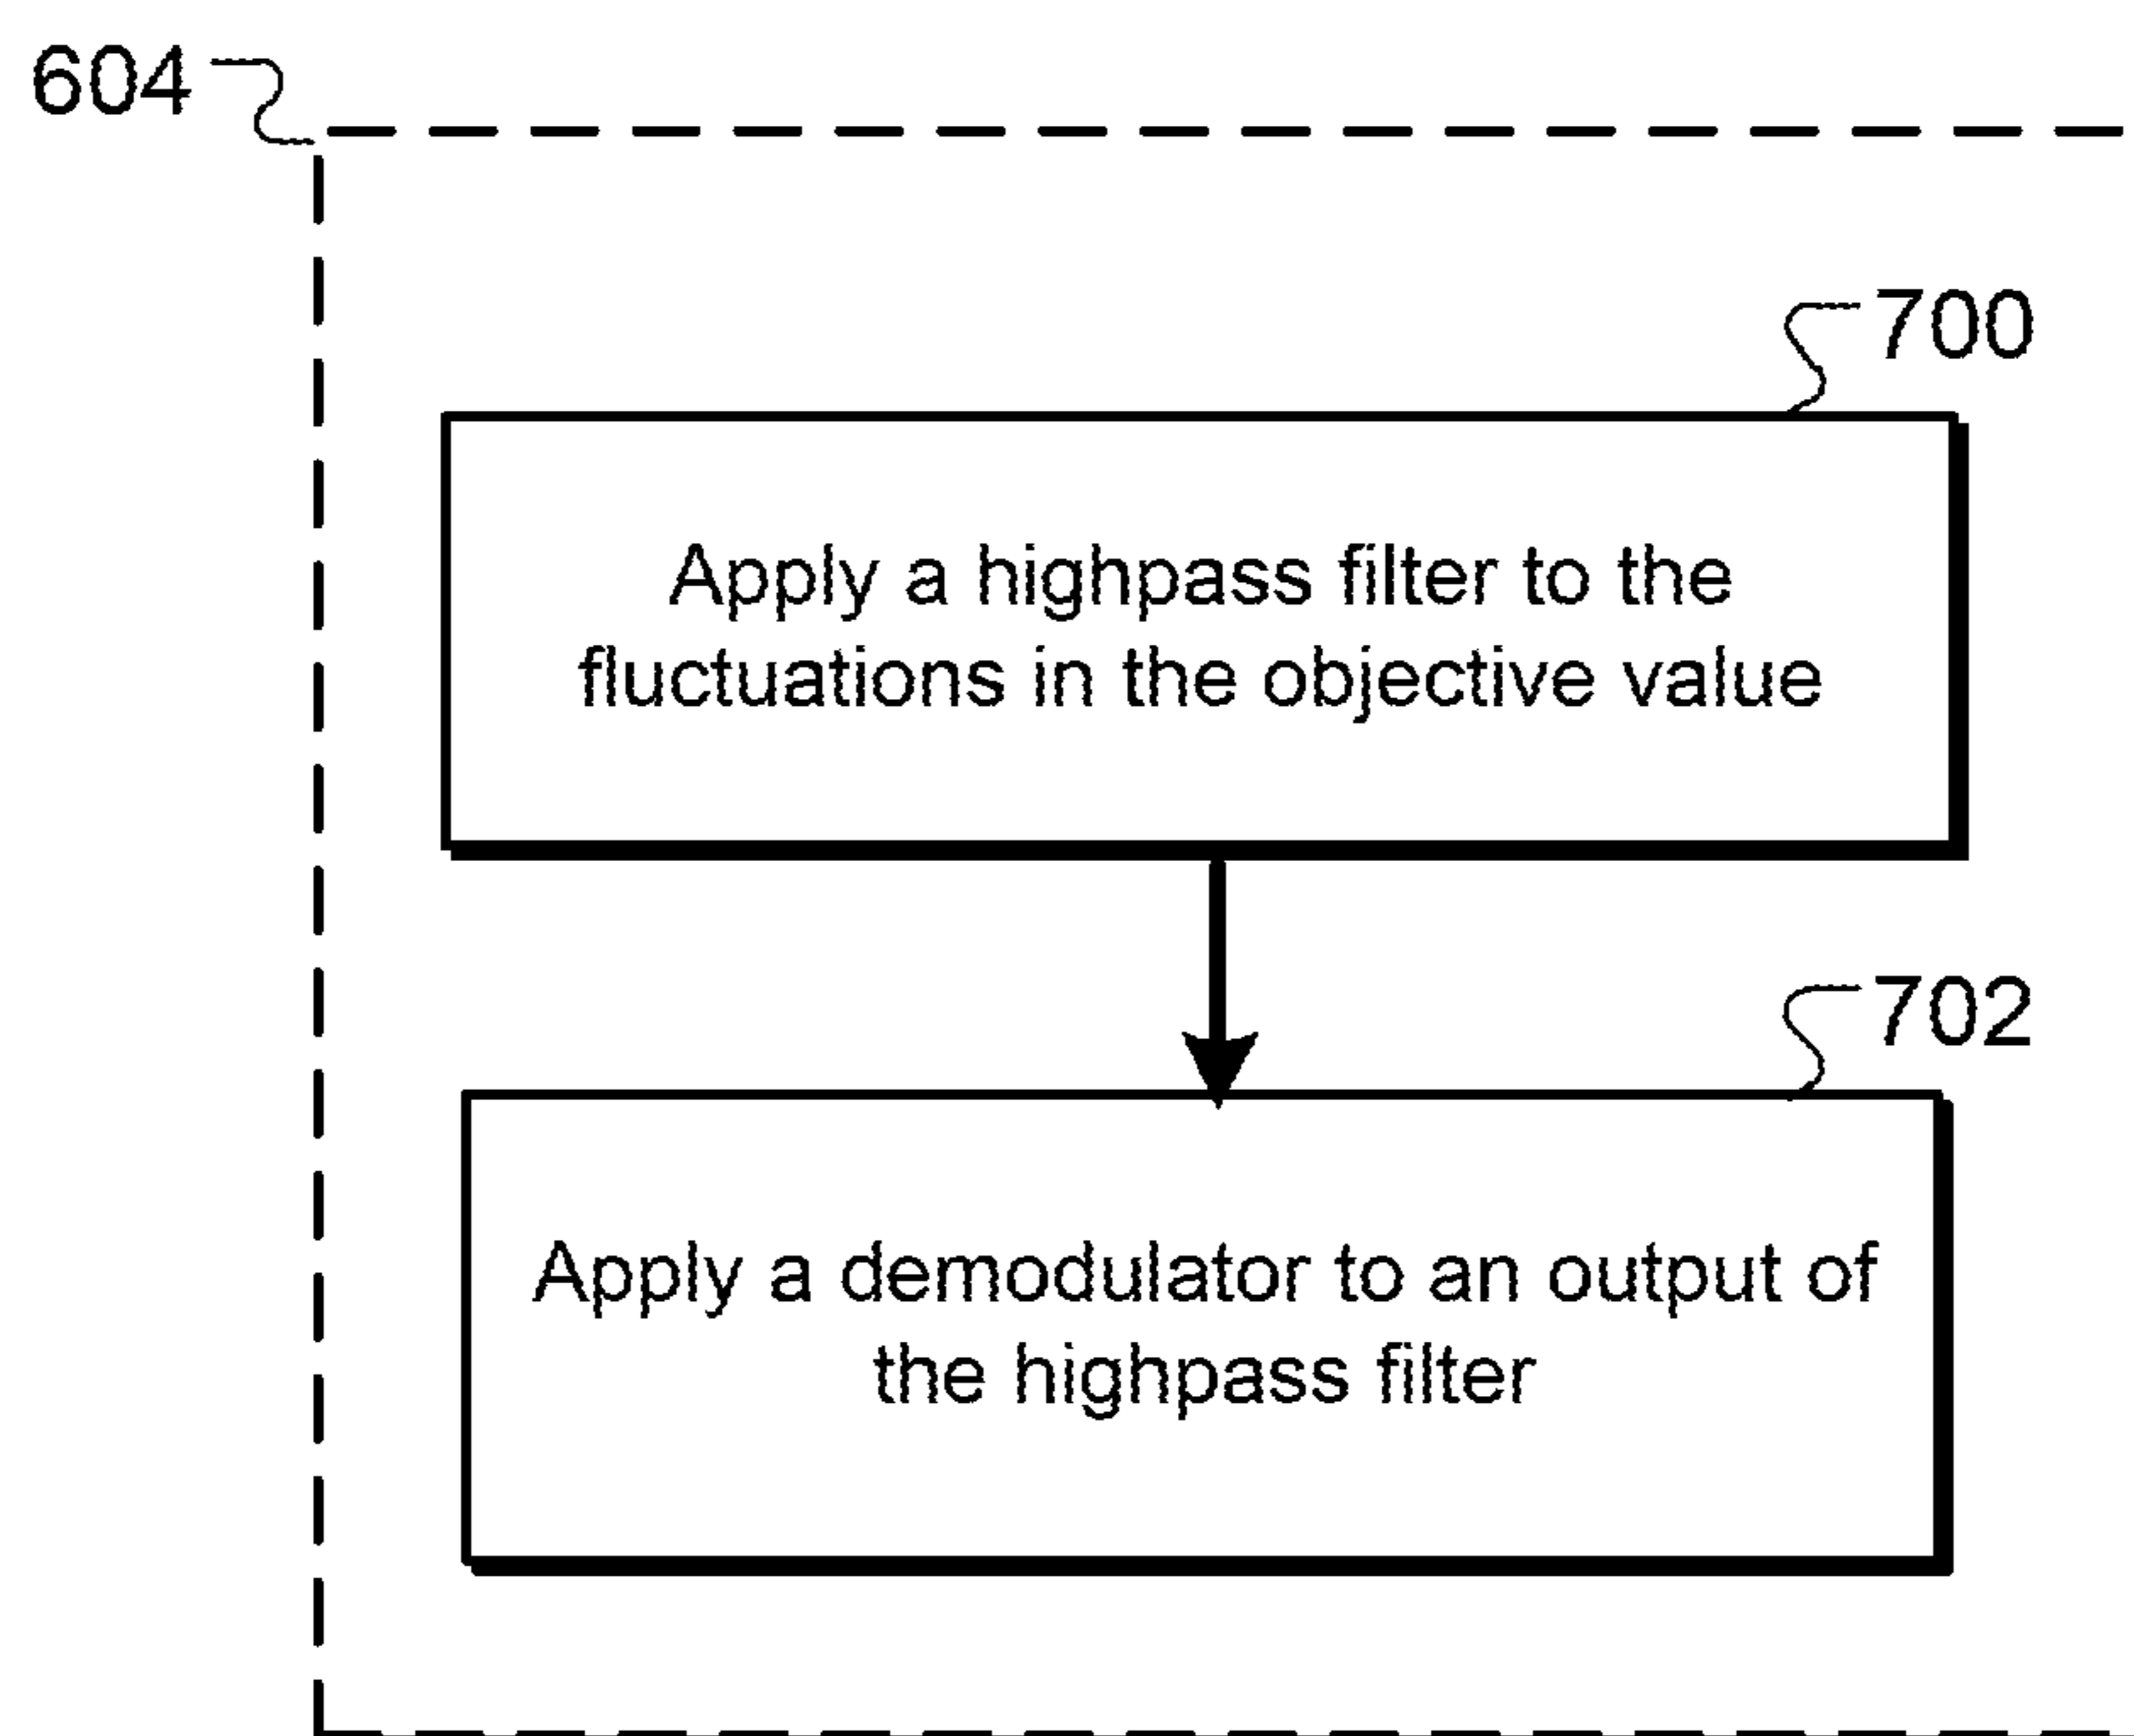 604
700
Apply a highpass filter to the
fluctuations in the objective value
702
Apply a demodulator to an output of
the highpass filter